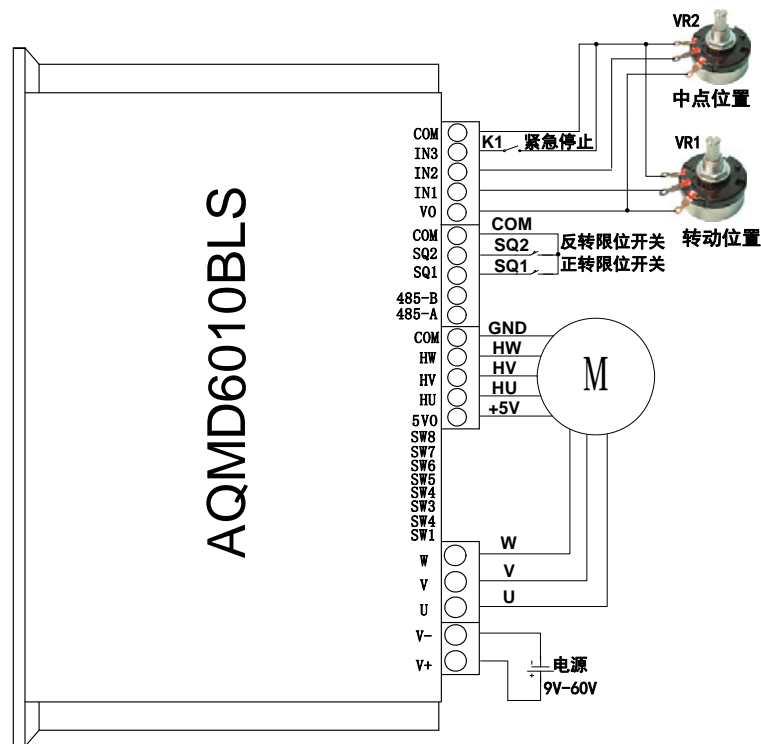 VR2
中点位置
VR1
转动位置
COM
IN3
IN2
IN1
VO
K1 紧急停止
COM
SQ2
SQ1
485-B
485-A
COM
SQ2 反转限位开关
SQ1 正转限位开关
COM
HW
HV
HU
5VO
GND
HW
HV
HU
+5V
M
AQMD6010BLS
SW8
SW7
SW6
SW5
SW4
SW3
SW4
SW1
W
V
U
W
V
U
V-
V+
电源
9V-60V
-
+